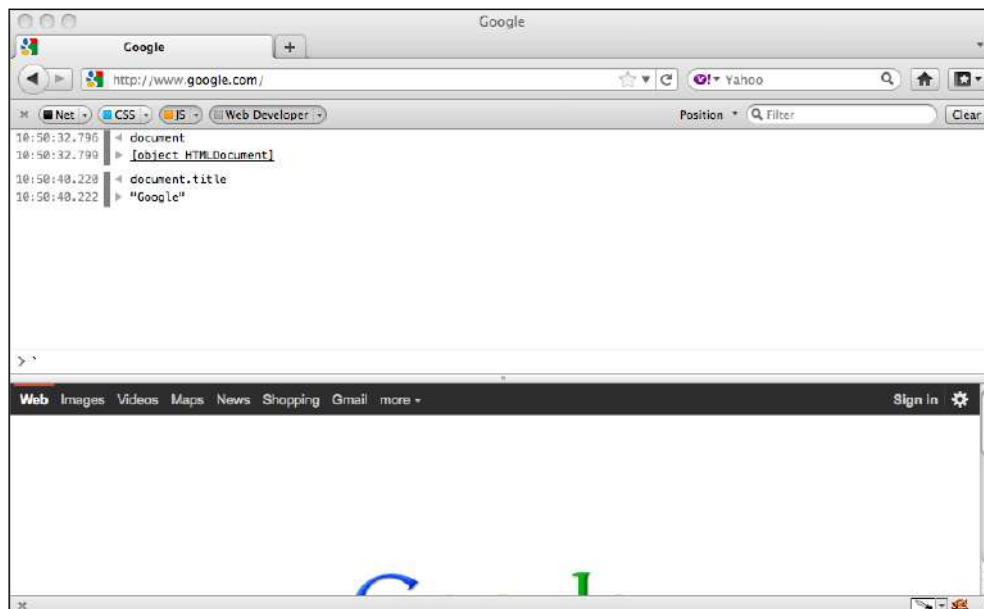 Google
Google
http://www.google.com/
Yahoo
Net CSS JS Web Developer Position Filter Clear
10:50:32.796 document
10:50:32.799 [object HTMLDocument]
10:50:40.220 document.title
10:50:40.222 "Google"
> `
Web Images Videos Maps News Shopping Gmail more Sign in